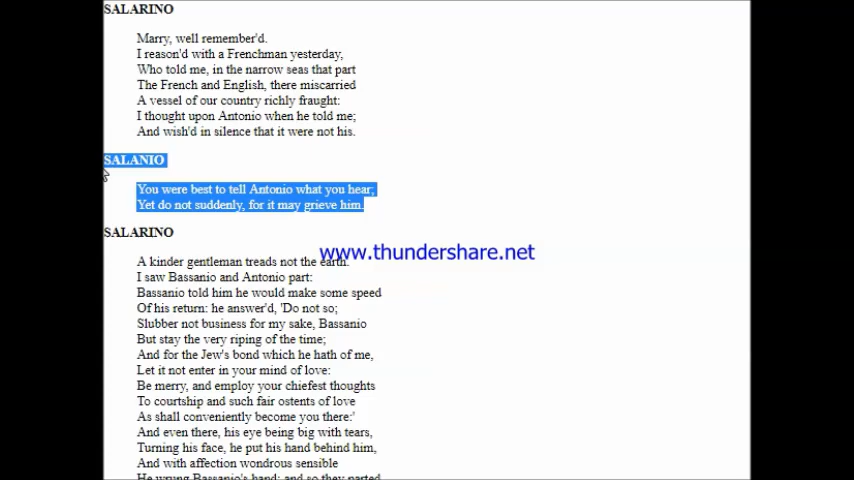 SALARINO
Marry, well remember'd.
I reason'd with a Frenchman yesterday,
Who told me, in the narrow seas that part
The French and English, there miscarried
A vessel of our country richly fraught:
I thought upon Antonio when he told me;
And wish'd in silence that it were not his.
SALANIO
You were best to tell Antonio what you hear;
Yet do not suddenly, for it may grieve him.
SALARINO
www.thundershare.net
A kinder gentleman treads not the earth.
I saw Bassanio and Antonio part:
Bassanio told him he would make some speed
Of his return: he answer'd, 'Do not so;
Slubber not business for my sake, Bassanio
But stay the very riping of the time;
And for the Jew's bond which he hath of me,
Let it not enter in your mind of love:
Be merry, and employ your chiefest thoughts
To courtship and such fair ostents of love
As shall conveniently become you there:'
And even there, his eye being big with tears,
Turning his face, he put his hand behind him,
And with affection wondrous sensible
He wrung Bassanio's hand; and so they parted.